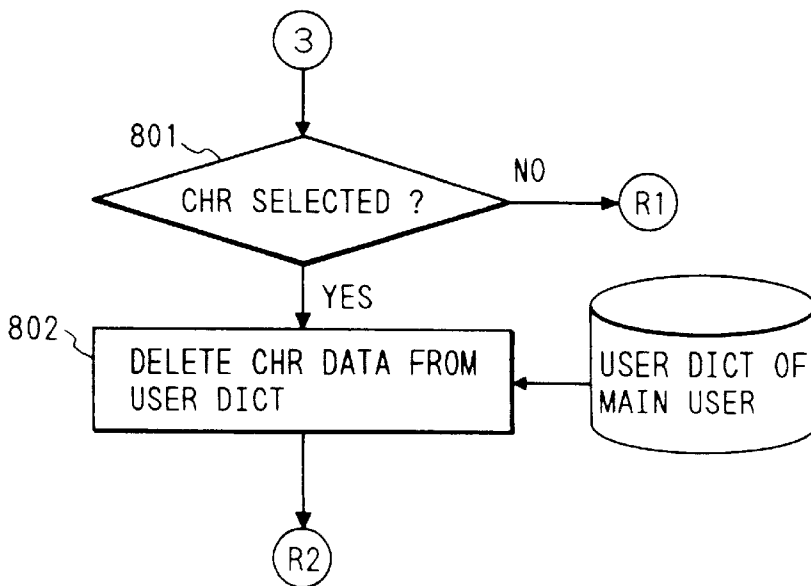 3
801
CHR SELECTED ?
NO
R1
YES
802
DELETE CHR DATA FROM
USER DICT
USER DICT OF
MAIN USER
R2